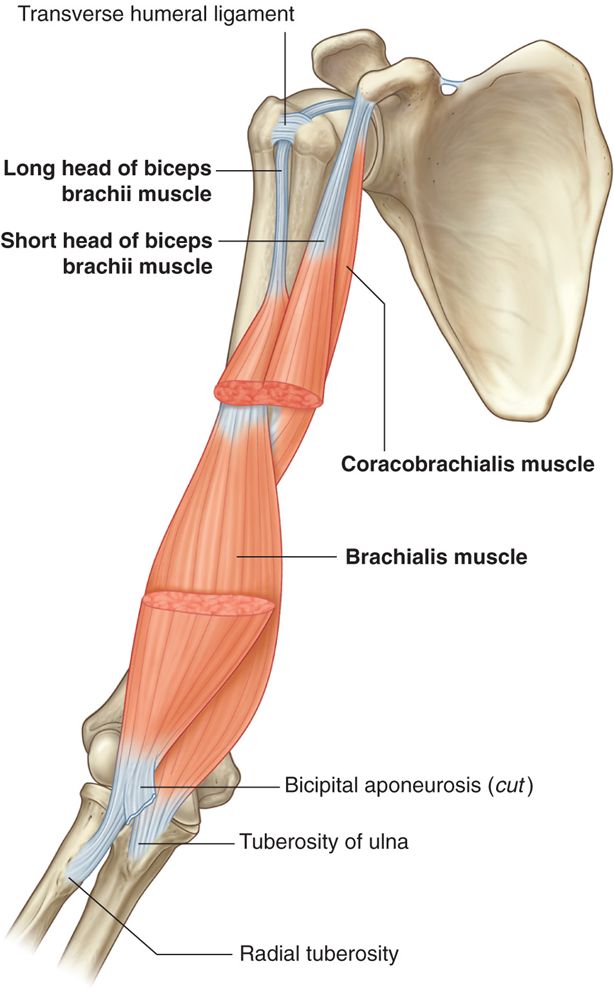 Transverse humeral ligament
Long head of biceps
brachii muscle
Short head of biceps
brachii muscle
Coracobrachialis muscle
Brachialis muscle
Bicipital aponeurosis (cut)
Tuberosity of ulna
Radial tuberosity